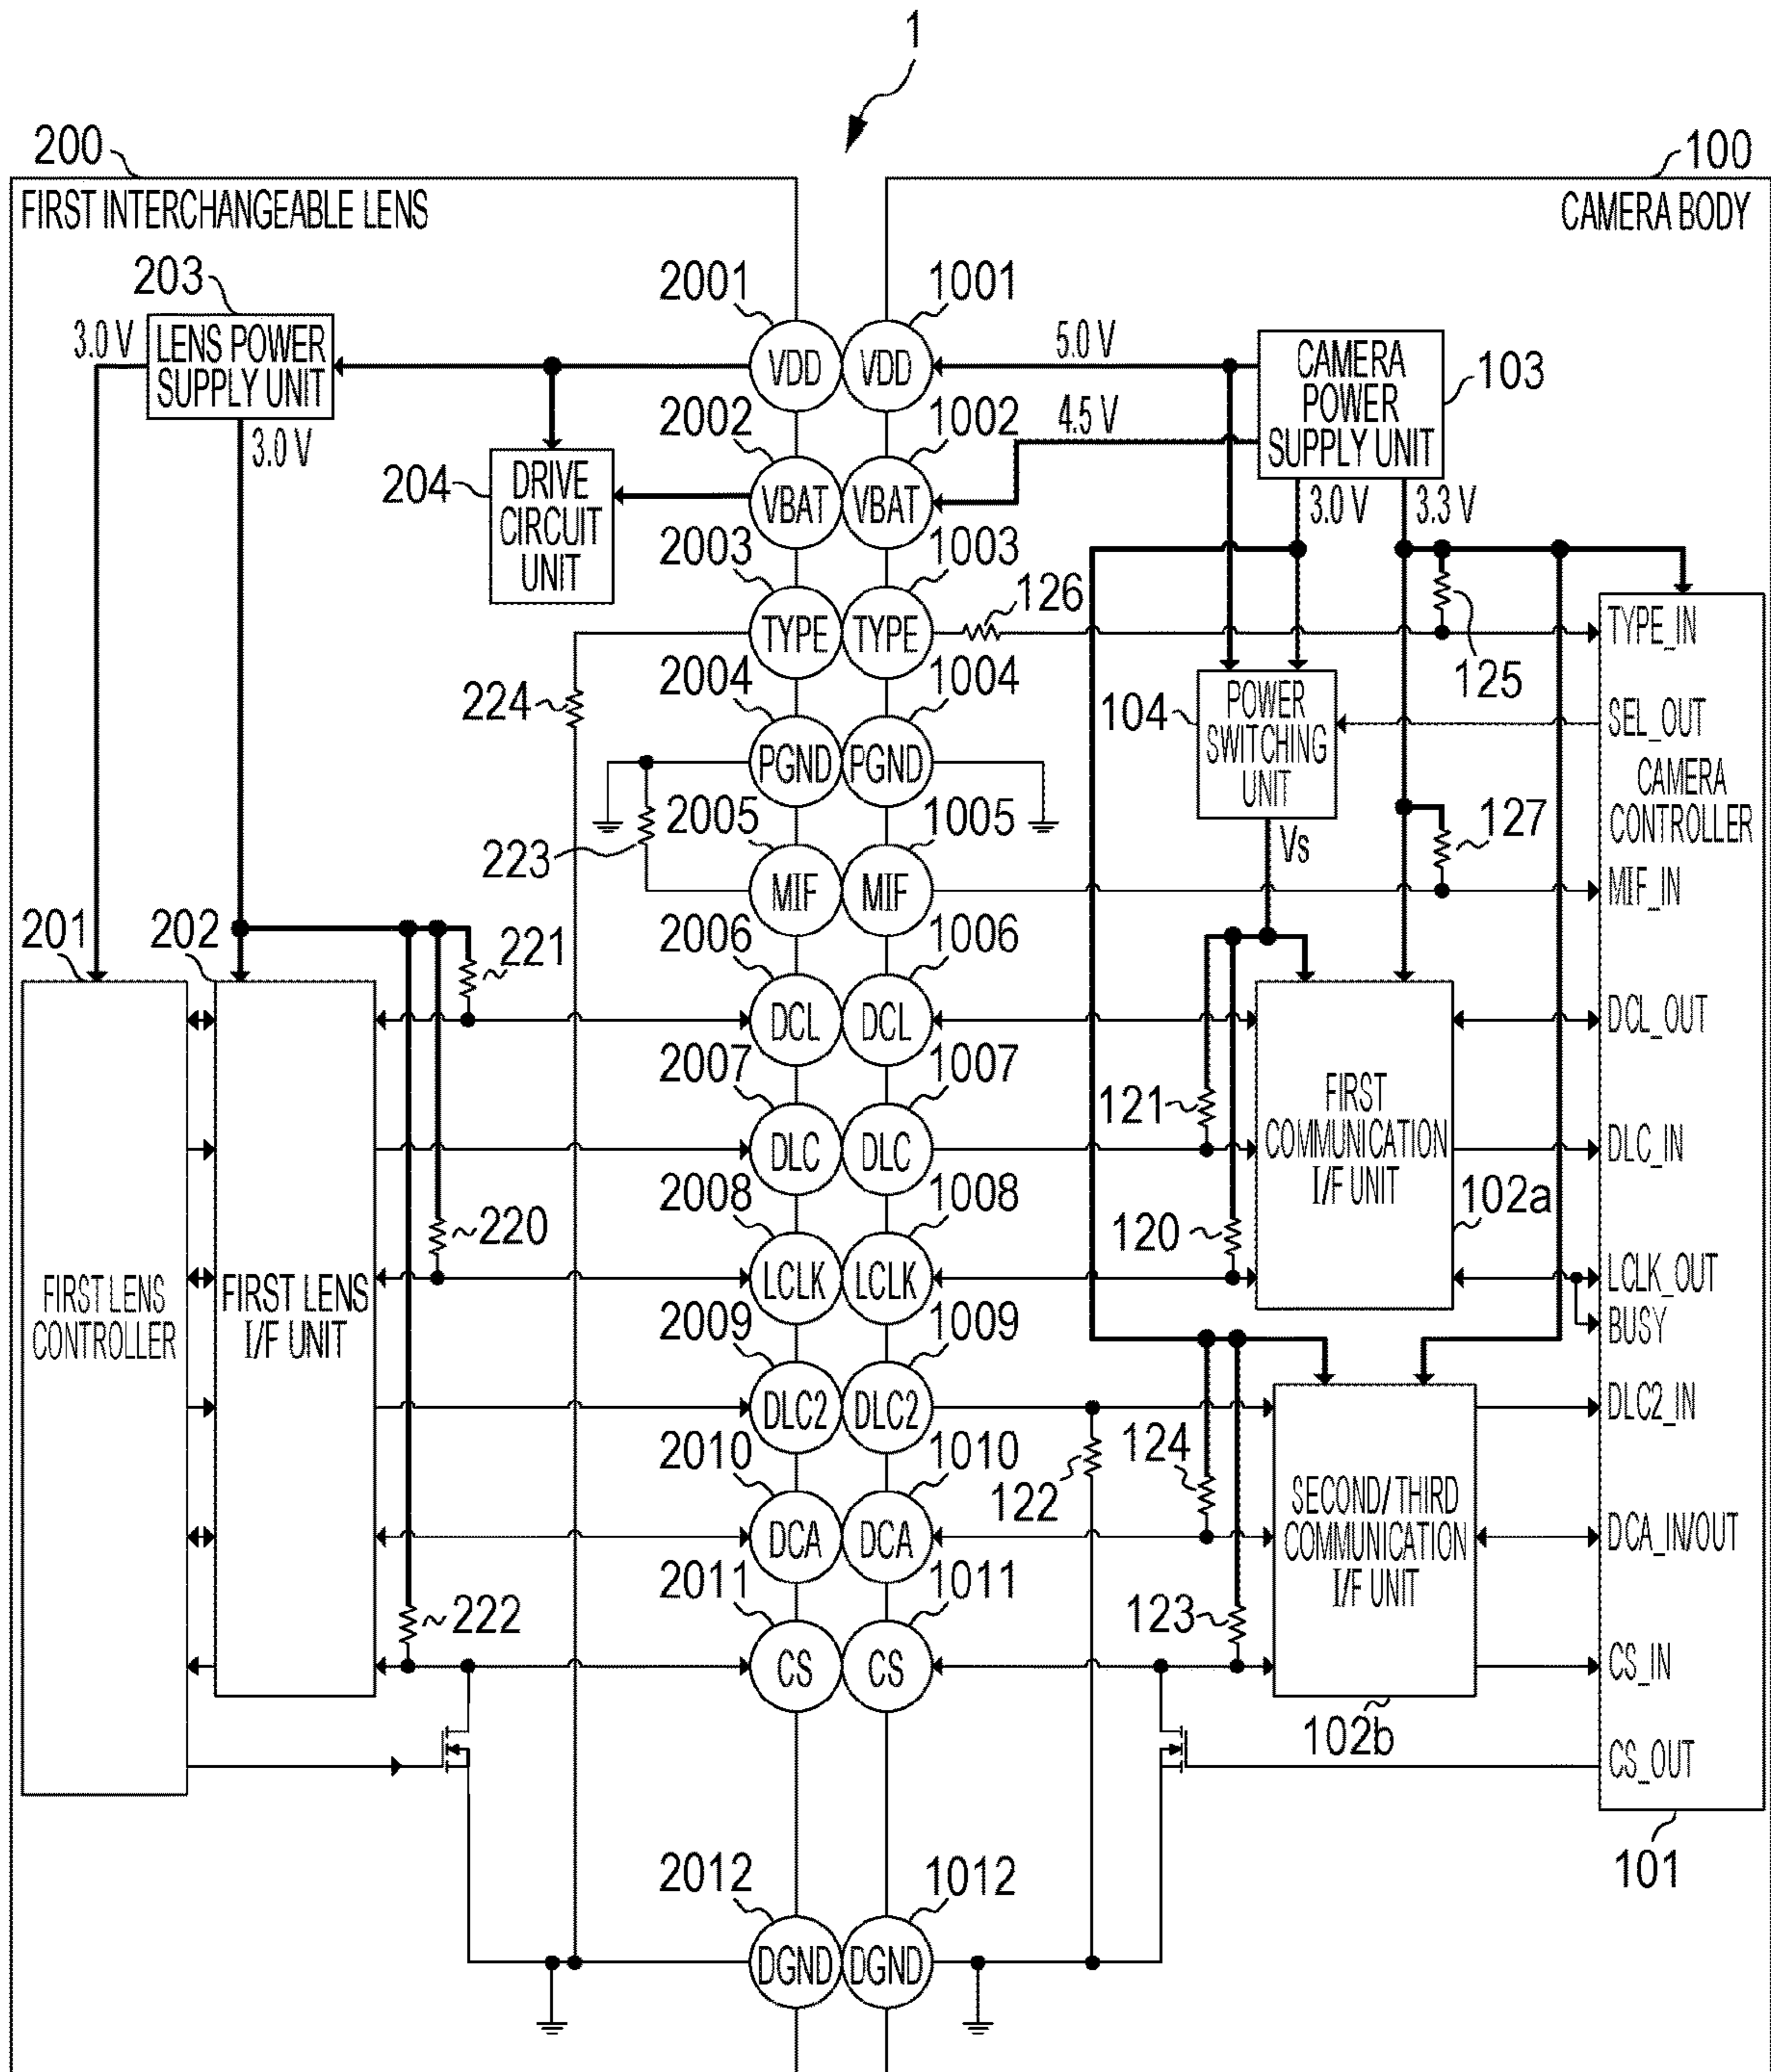 1
200
100
FIRST INTERCHANGEABLE LENS
CAMERA BODY
203
2001
1001
3.0 V
LENS POWER
SUPPLY UNIT
VDD
VDD
5.0 V
CAMERA
POWER
SUPPLY UNIT
103
3.0 V
2002
1002
4.5 V
204
DRIVE
CIRCUIT
UNIT
VBAT
VBAT
3.0 V
3.3 V
2003
1003
126
TYPE
TYPE
TYPE_IN
125
224
2004
1004
104
POWER
SWITCHING
UNIT
SEL_OUT
PGND
PGND
CAMERA
CONTROLLER
127
223
2005
1005
Vs
MIF
MIF
MIF_IN
201
202
221
2006
1006
DCL
DCL
DCL_OUT
2007
1007
121
FIRST
COMMUNICATION
I/F UNIT
DLC
DLC
DLC_IN
102a
2008
1008
220
120
FIRST LENS
CONTROLLER
FIRST LENS
I/F UNIT
LCLK
LCLK
LCLK_OUT
BUSY
2009
1009
DLC2
DLC2
DLC2_IN
2010
1010
122
124
SECOND/THIRD
COMMUNICATION
I/F UNIT
DCA
DCA
DCA_IN/OUT
2011
1011
222
123
CS
CS
CS_IN
102b
CS_OUT
101
2012
1012
DGND
DGND